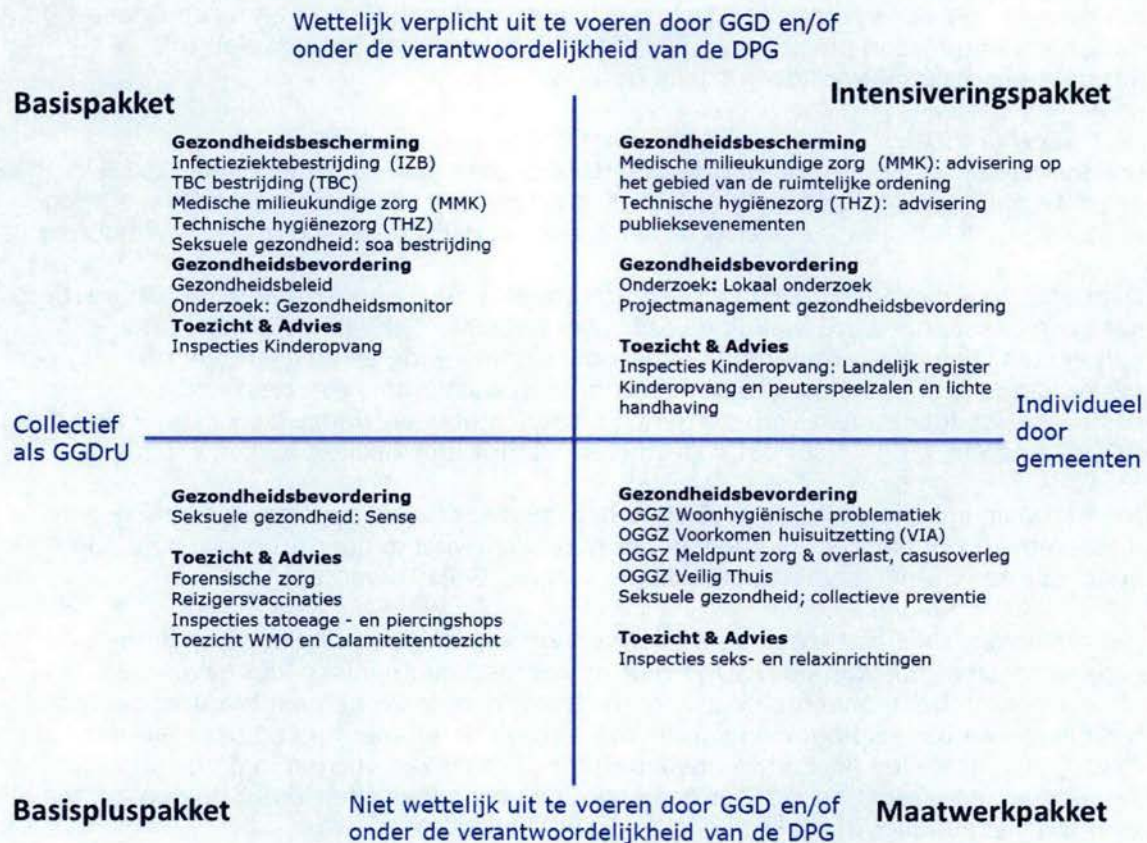 Wettelijk verplicht uit te voeren door GGD en/of
onder de verantwoordelijkheid van de DPG
Basispakket
Gezondheidsbescherming
Infectieziektebestrijding (IZB)
TBC bestrijding (TBC)
Medische milieukundige zorg (MMK)
Technische hygiënezorg (THZ)
Seksuele gezondheid: soa bestrijding
Gezondheidsbevordering
Gezondheidsbeleid
Onderzoek: Gezondheidsmonitor
Toezicht & Advies
Inspecties Kinderopvang
Intensiveringspakket
Gezondheidsbescherming
Medische milieukundige zorg (MMK): advisering op
het gebied van de ruimtelijke ordening
Technische hygiënezorg (THZ): advisering
publieksevenementen
Gezondheidsbevordering
Onderzoek: Lokaal onderzoek
Projectmanagement gezondheidsbevordering
Toezicht & Advies
Inspecties Kinderopvang: Landelijk register
Kinderopvang en peuterspeelzalen en lichte
handhaving
Collectief
als GGDrU
Individueel
door
gemeenten
Gezondheidsbevordering
Seksuele gezondheid: Sense
Toezicht & Advies
Forensische zorg
Reizigersvaccinaties
Inspecties tatoeage - en piercingshops
Toezicht WMO en Calamiteitentoezicht
Gezondheidsbevordering
OGGZ Woonhygiënische problematiek
OGGZ Voorkomen huisuitzetting (VIA)
OGGZ Meldpunt zorg & overlast, casusoverleg
OGGZ Veilig Thuis
Seksuele gezondheid; collectieve preventie
Toezicht & Advies
Inspecties seks- en relaxinrichtingen
Basispluspakket
Niet wettelijk uit te voeren door GGD en/of
onder de verantwoordelijkheid van de DPG
Maatwerkpakket